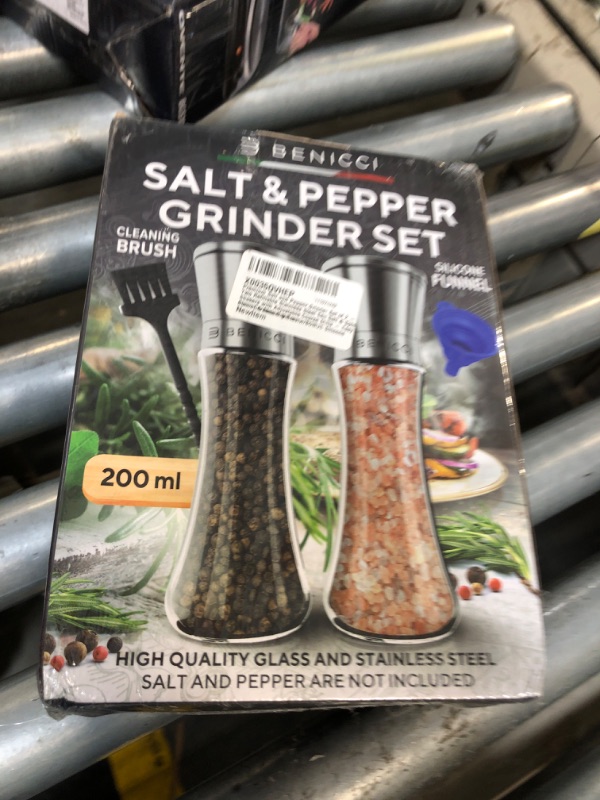 BENICCI
SALT & PEPPER
GRINDER SET
CLEANING
BRUSH
SILICONE
FUNNEL
BENICCI
200 ml
HIGH QUALITY GLASS AND STAINLESS STEEL
SALT AND PEPPER ARE NOT INCLUDED